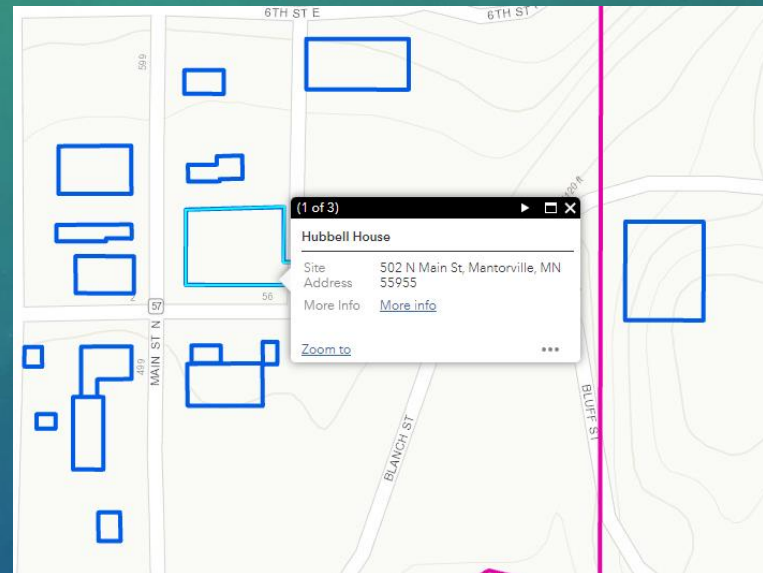 6TH ST E
6TH ST
599
(1 of 3)
Hubbell House
Site Address 502 N Main St, Mantorville, MN 55955
More Info More info
Zoom to
56
2
57
MAIN ST N
499
BLANCH ST
BLUFF ST